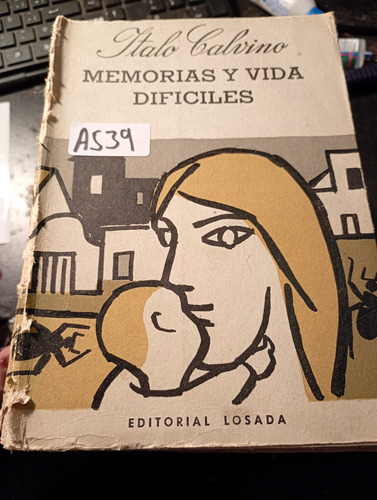 Italo Calvino
MEMORIAS Y VIDA
DIFICILES
A539
EDITORIAL LOSADA